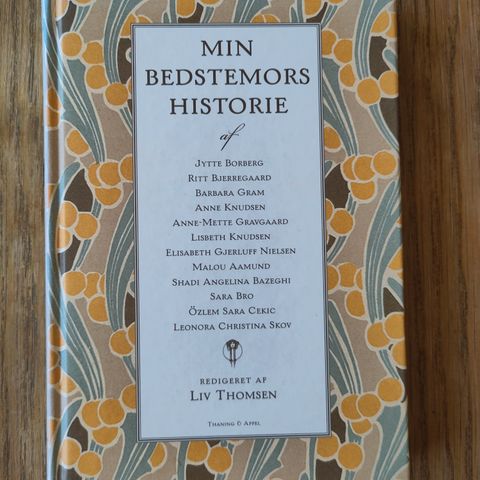 MIN
BEDSTEMORS
HISTORIE
af
JYTTE BORBERG
RITT BJERREGAARD
BARBARA GRAM
ANNE KNUDSEN
ANNE-METTE GRAVGAARD
LISBETH KNUDSEN
ELISABETH GJERLUFF NIELSEN
MALOU AAMUND
SHADI ANGELINA BAZEGHI
SARA BRO
ÖZLEM SARA CEKIC
LEONORA CHRISTINA SKOV
REDIGERET AF
LIV THOMSEN
THANING & APPEL